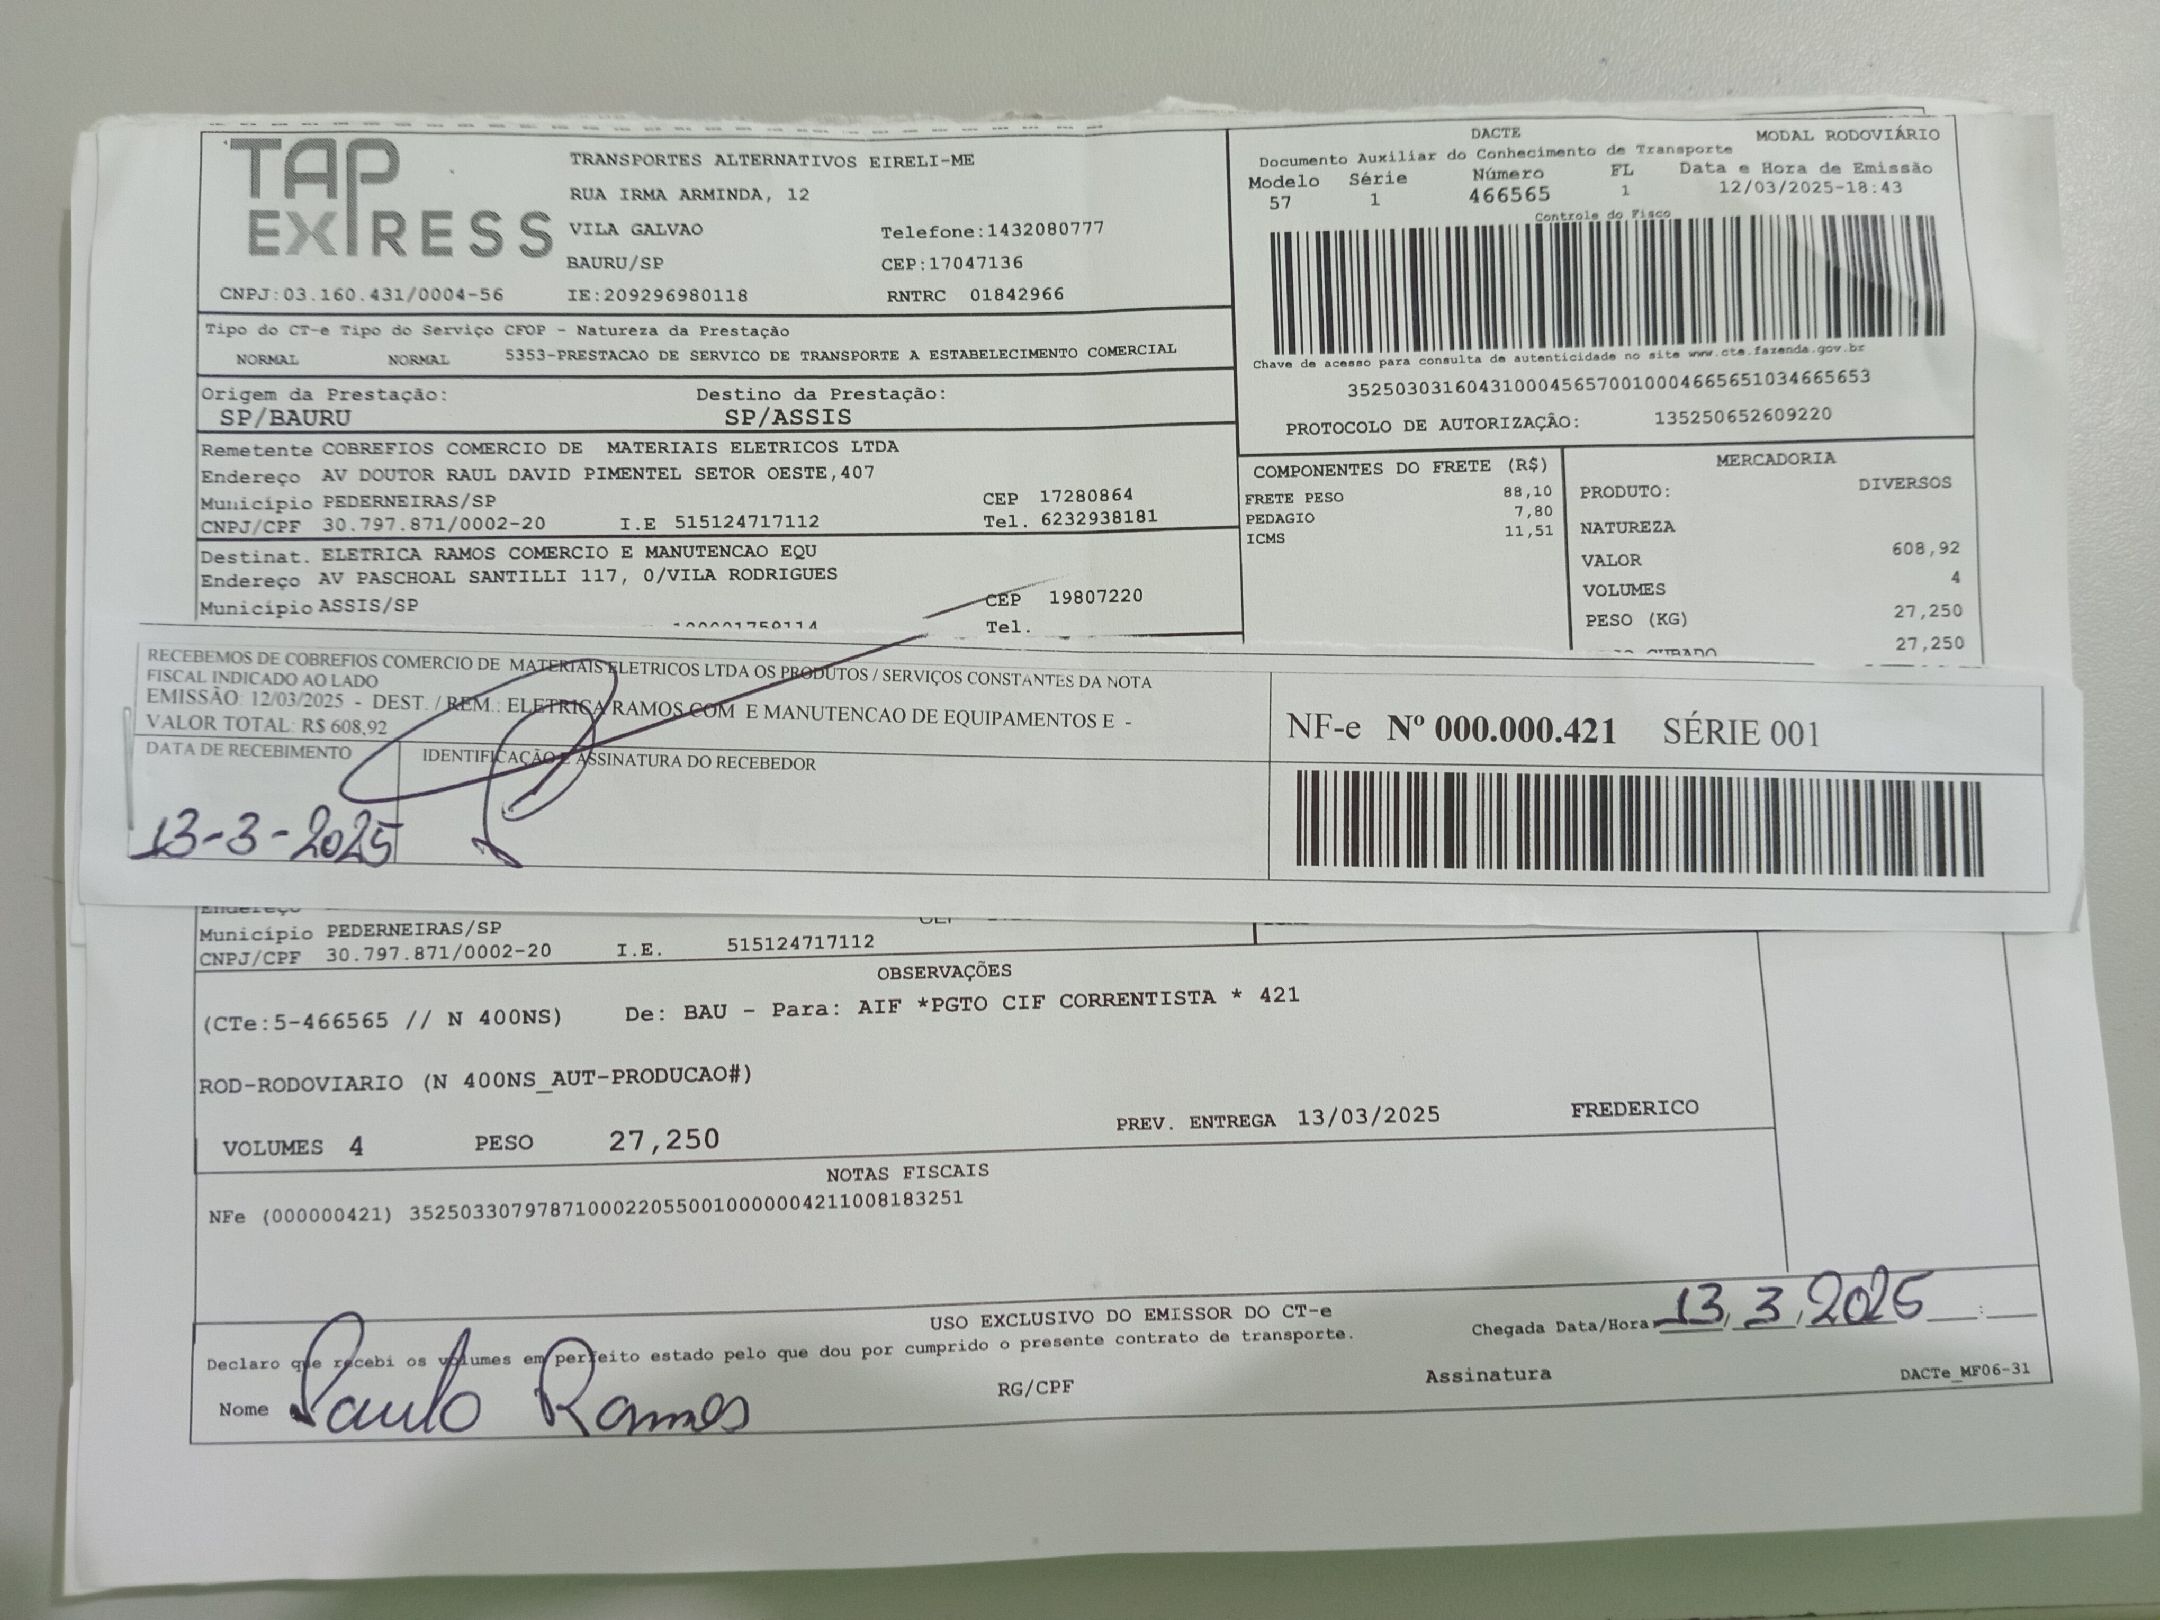 TAP EXPRESS
TRANSPORTES ALTERNATIVOS EIRELI-ME
RUA IRMA ARMINDA, 12
VILA GALVAO Telefone:1432080777
BAURU/SP CEP:17047136
CNPJ:03.160.431/0004-56 IE:209296980118 RNTRC 01842966
DACTE MODAL RODOVIÁRIO
Documento Auxiliar do Conhecimento de Transporte
Modelo Série Número FL Data e Hora de Emissão
57 1 466565 1 12/03/2025-18:43
Controle do Fisco
Chave de acesso para consulta de autenticidade no site www.cte.fazenda.gov.br
35250303160431000456570010004665651034665653
PROTOCOLO DE AUTORIZAÇÃO: 135250652609220
Tipo do CT-e Tipo do Serviço CFOP - Natureza da Prestação
NORMAL NORMAL 5353-PRESTACAO DE SERVICO DE TRANSPORTE A ESTABELECIMENTO COMERCIAL
Origem da Prestação: Destino da Prestação:
SP/BAURU SP/ASSIS
Remetente COBREFIOS COMERCIO DE MATERIAIS ELETRICOS LTDA
Endereço AV DOUTOR RAUL DAVID PIMENTEL SETOR OESTE,407
Município PEDERNEIRAS/SP CEP 17280864
CNPJ/CPF 30.797.871/0002-20 I.E 515124717112 Tel. 6232938181
Destinat. ELETRICA RAMOS COMERCIO E MANUTENCAO EQU
Endereço AV PASCHOAL SANTILLI 117, 0/VILA RODRIGUES
Município ASSIS/SP CEP 19807220
Tel.
COMPONENTES DO FRETE (R$)
FRETE PESO 88,10
PEDAGIO 7,80
ICMS 11,51
MERCADORIA
PRODUTO: DIVERSOS
NATUREZA
VALOR 608,92
VOLUMES 4
PESO (KG) 27,250
27,250
RECEBEMOS DE COBREFIOS COMERCIO DE MATERIAIS ELETRICOS LTDA OS PRODUTOS / SERVIÇOS CONSTANTES DA NOTA
FISCAL INDICADO AO LADO
EMISSÃO: 12/03/2025 - DEST. / REM.: ELETRICA RAMOS COM E MANUTENCAO DE EQUIPAMENTOS E -
VALOR TOTAL: R$ 608,92
DATA DE RECEBIMENTO IDENTIFICAÇÃO E ASSINATURA DO RECEBEDOR
13-3-2025
NF-e Nº 000.000.421 SÉRIE 001
Endereço
Município PEDERNEIRAS/SP
CNPJ/CPF 30.797.871/0002-20 I.E. 515124717112
OBSERVAÇÕES
(CTe:5-466565 // N 400NS) De: BAU - Para: AIF *PGTO CIF CORRENTISTA * 421
ROD-RODOVIARIO (N 400NS_AUT-PRODUCAO#)
VOLUMES 4 PESO 27,250 PREV. ENTREGA 13/03/2025 FREDERICO
NOTAS FISCAIS
NFe (000000421) 35250330797871000220550010000004211008183251
USO EXCLUSIVO DO EMISSOR DO CT-e
Declaro que recebi os volumes em perfeito estado pelo que dou por cumprido o presente contrato de transporte.
Chegada Data/Hora 13, 3, 2025 :
Nome Paulo Ramos RG/CPF Assinatura DACTe_MF06-31